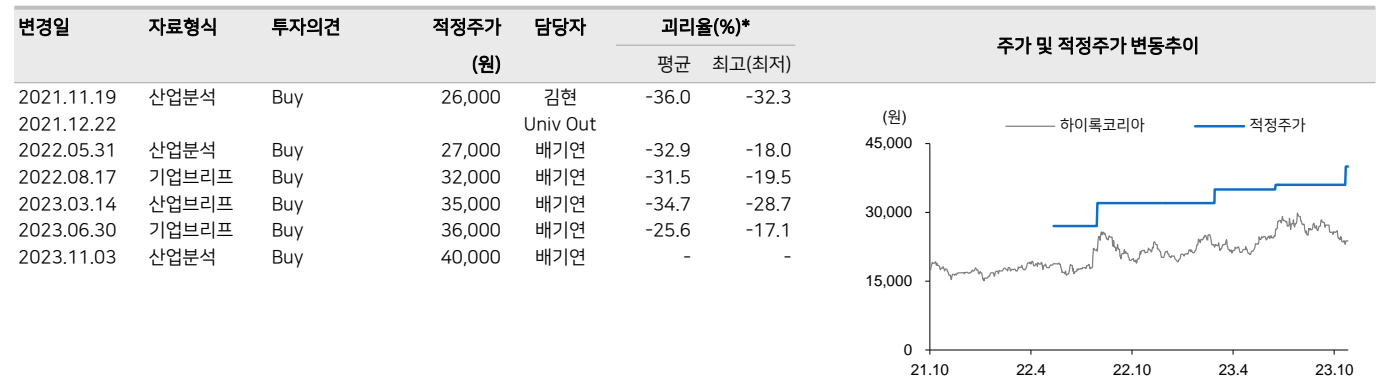 변경일 자료형식 투자의견 적정주가 담당자 괴리율(%)* 주가 및 적정주가 변동추이
(원) 평균 최고(최저)
2021.11.19 산업분석 Buy 26,000 김현 -36.0 -32.3
2021.12.22 Univ Out
2022.05.31 산업분석 Buy 27,000 배기연 -32.9 -18.0
2022.08.17 기업브리프 Buy 32,000 배기연 -31.5 -19.5
2023.03.14 산업브리프 Buy 35,000 배기연 -34.7 -28.7
2023.06.30 기업브리프 Buy 36,000 배기연 -25.6 -17.1
2023.11.03 산업분석 Buy 40,000 배기연 - -
(원) 하이록코리아 적정주가
45,000
30,000
15,000
0
21.10 22.4 22.10 23.4 23.10